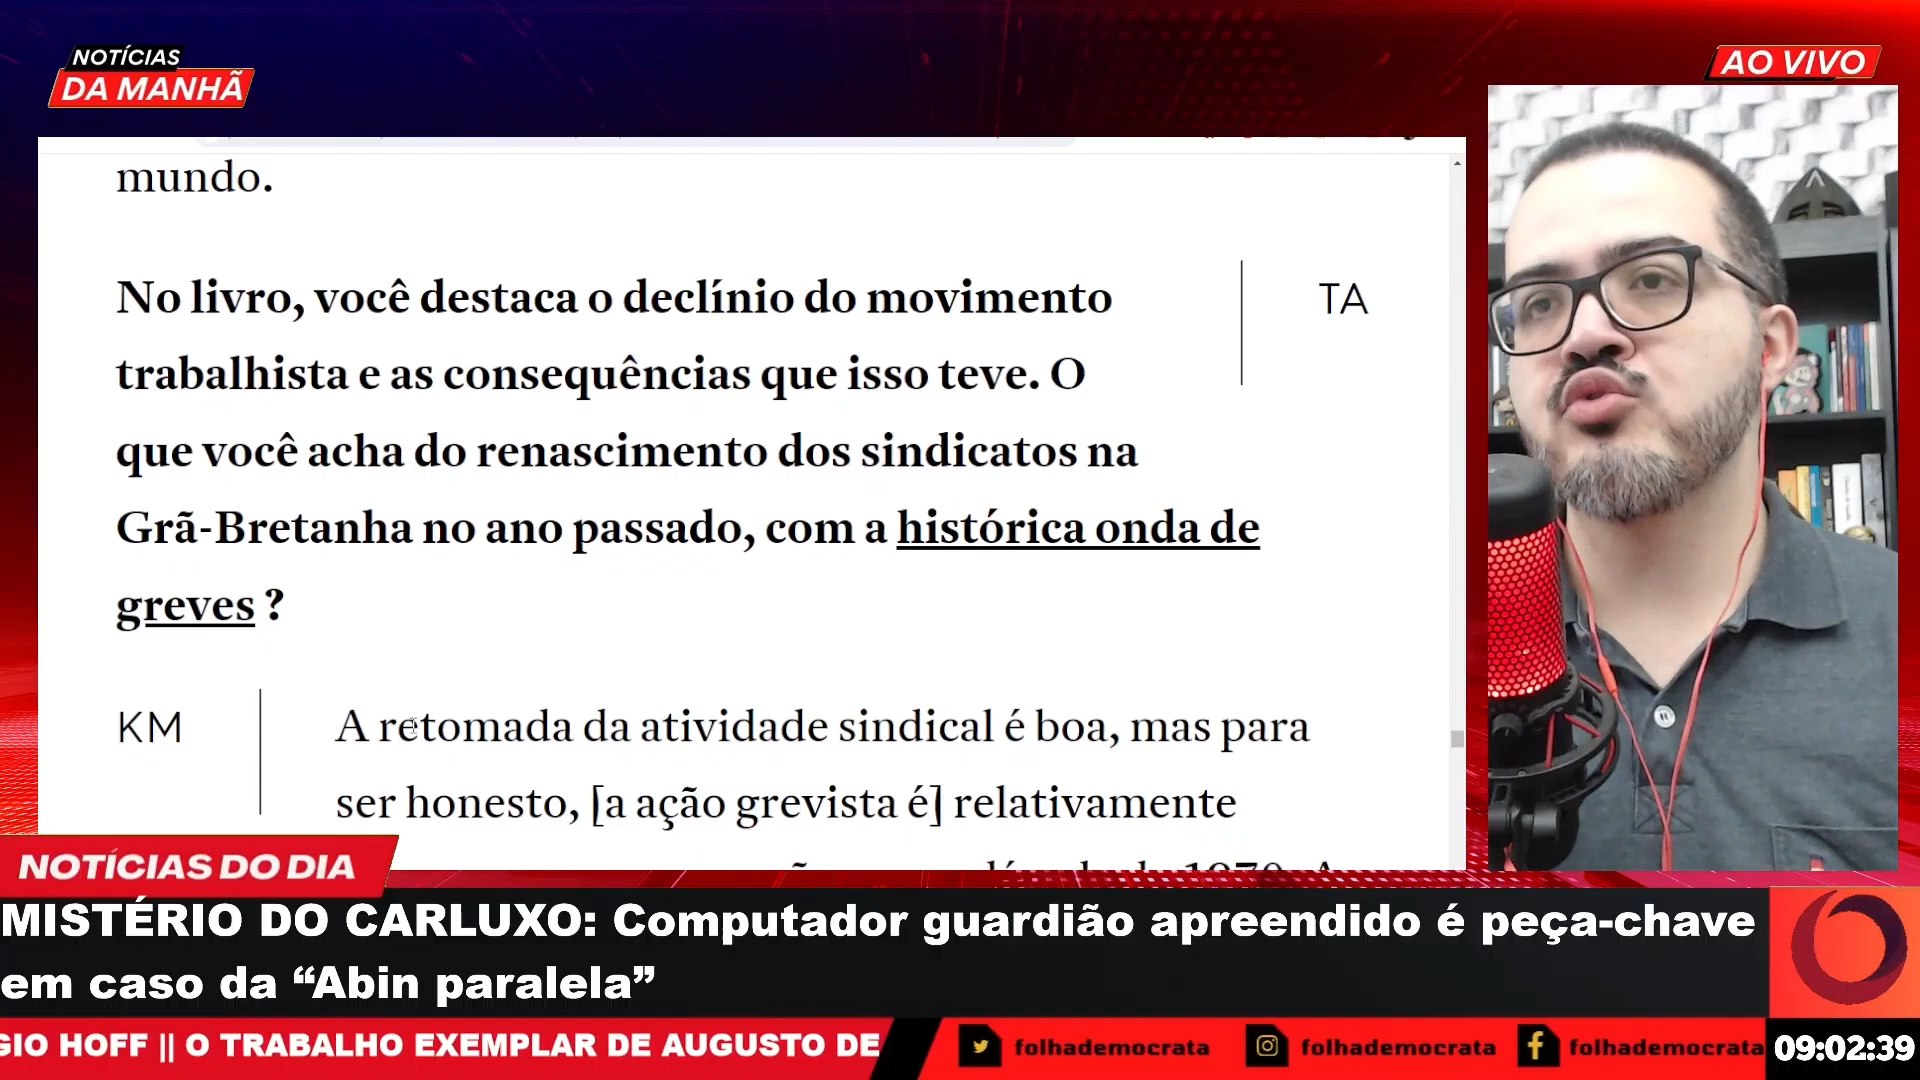 NOTÍCIAS
DA MANHÃ
AO VIVO
mundo.
No livro, você destaca o declínio do movimento
trabalhista e as consequências que isso teve. O
que você acha do renascimento dos sindicatos na
Grã-Bretanha no ano passado, com a histórica onda de
greves ?
TA
KM
A retomada da atividade sindical é boa, mas para
ser honesto, [a ação grevista é] relativamente
NOTÍCIAS DO DIA
MISTÉRIO DO CARLUXO: Computador guardião apreendido é peça-chave
em caso da “Abin paralela”
GIO HOFF || O TRABALHO EXEMPLAR DE AUGUSTO DE
folhademocrata
folhademocrata
folhademocrata
09:02:39